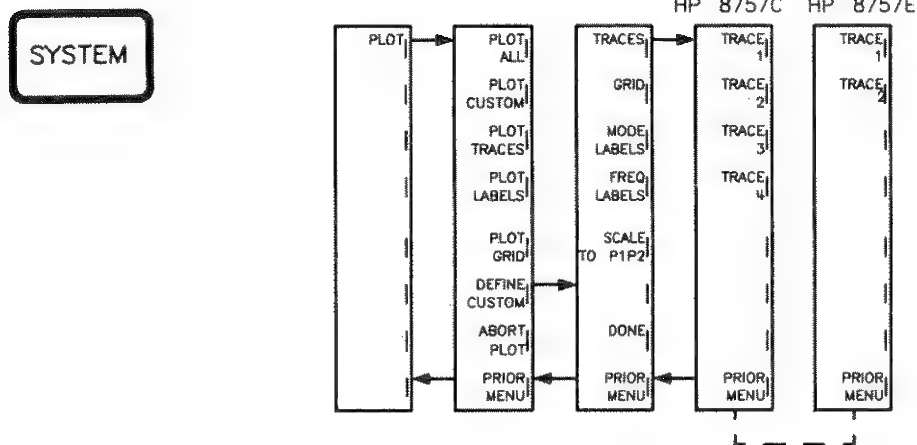 HP 8757C HP 8757E
SYSTEM
PLOT
PLOT
ALL
PLOT
CUSTOM
PLOT
TRACES
PLOT
LABELS
PLOT
GRID
DEFINE
CUSTOM
ABORT
PLOT
PRIOR
MENU
TRACES
GRID
MODE
LABELS
FREQ
LABELS
SCALE
TO P1P2
DONE
PRIOR
MENU
TRACE
1
TRACE
2
TRACE
3
TRACE
4
PRIOR
MENU
TRACE
1
TRACE
2
PRIOR
MENU